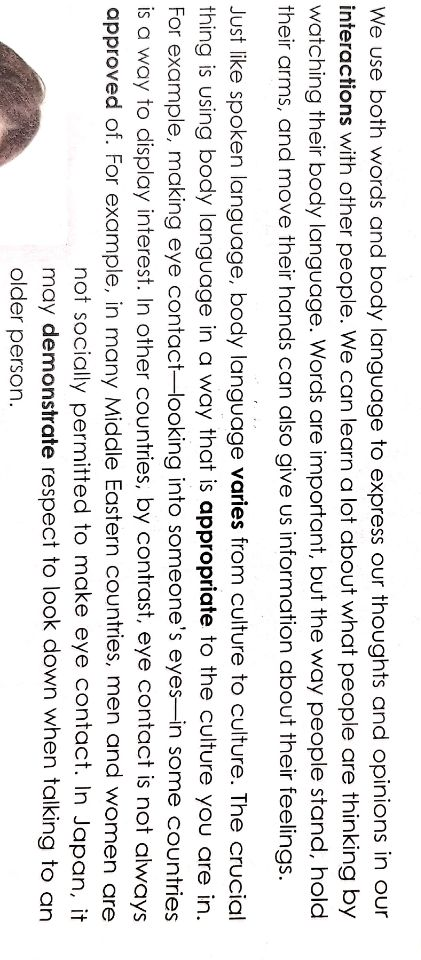 We use both words and body language to express our thoughts and opinions in our
interactions with other people. We can learn a lot about what people are thinking by
watching their body language. Words are important, but the way people stand, hold
their arms, and move their hands can also give us information about their feelings.
Just like spoken language, body language varies from culture to culture. The crucial
thing is using body language in a way that is appropriate to the culture you are in.
For example, making eye contact—looking into someone's eyes—in some countries
is a way to display interest. In other countries, by contrast, eye contact is not always
approved of. For example, in many Middle Eastern countries, men and women are
not socially permitted to make eye contact. In Japan, it
may demonstrate respect to look down when talking to an
older person.